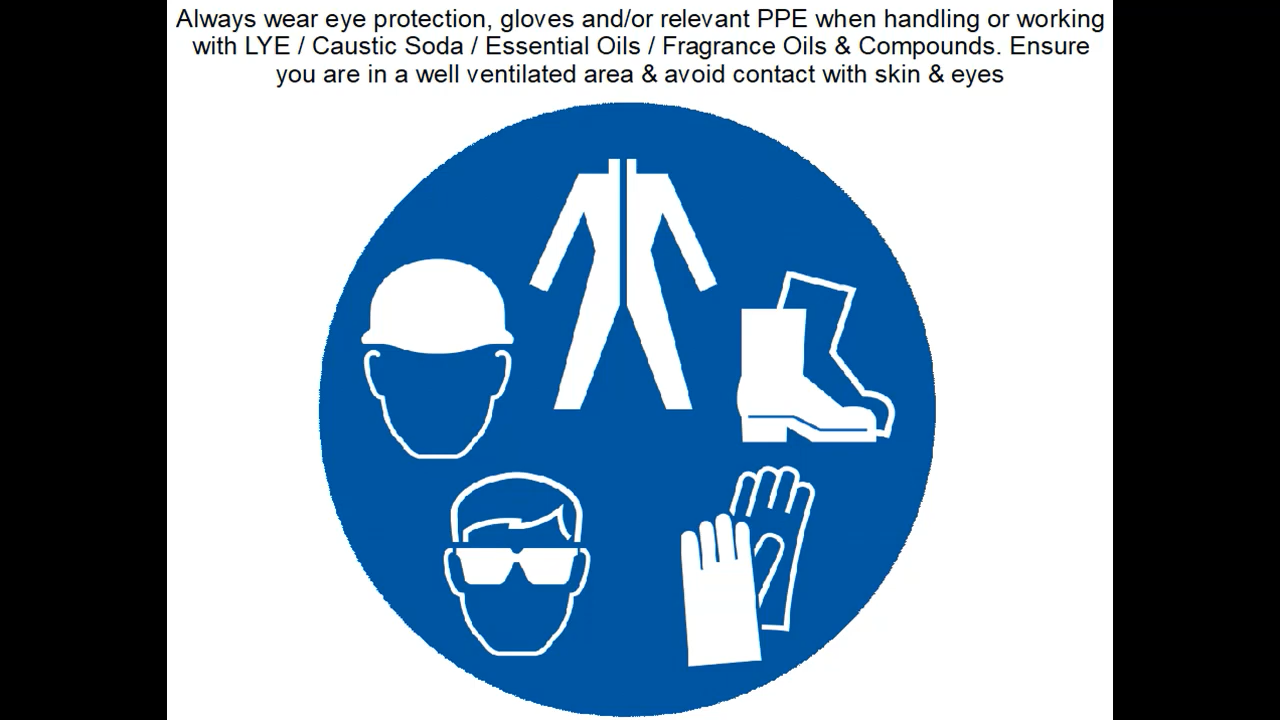 Always wear eye protection, gloves and/or relevant PPE when handling or working
with LYE / Caustic Soda / Essential Oils / Fragrance Oils & Compounds. Ensure
you are in a well ventilated area & avoid contact with skin & eyes